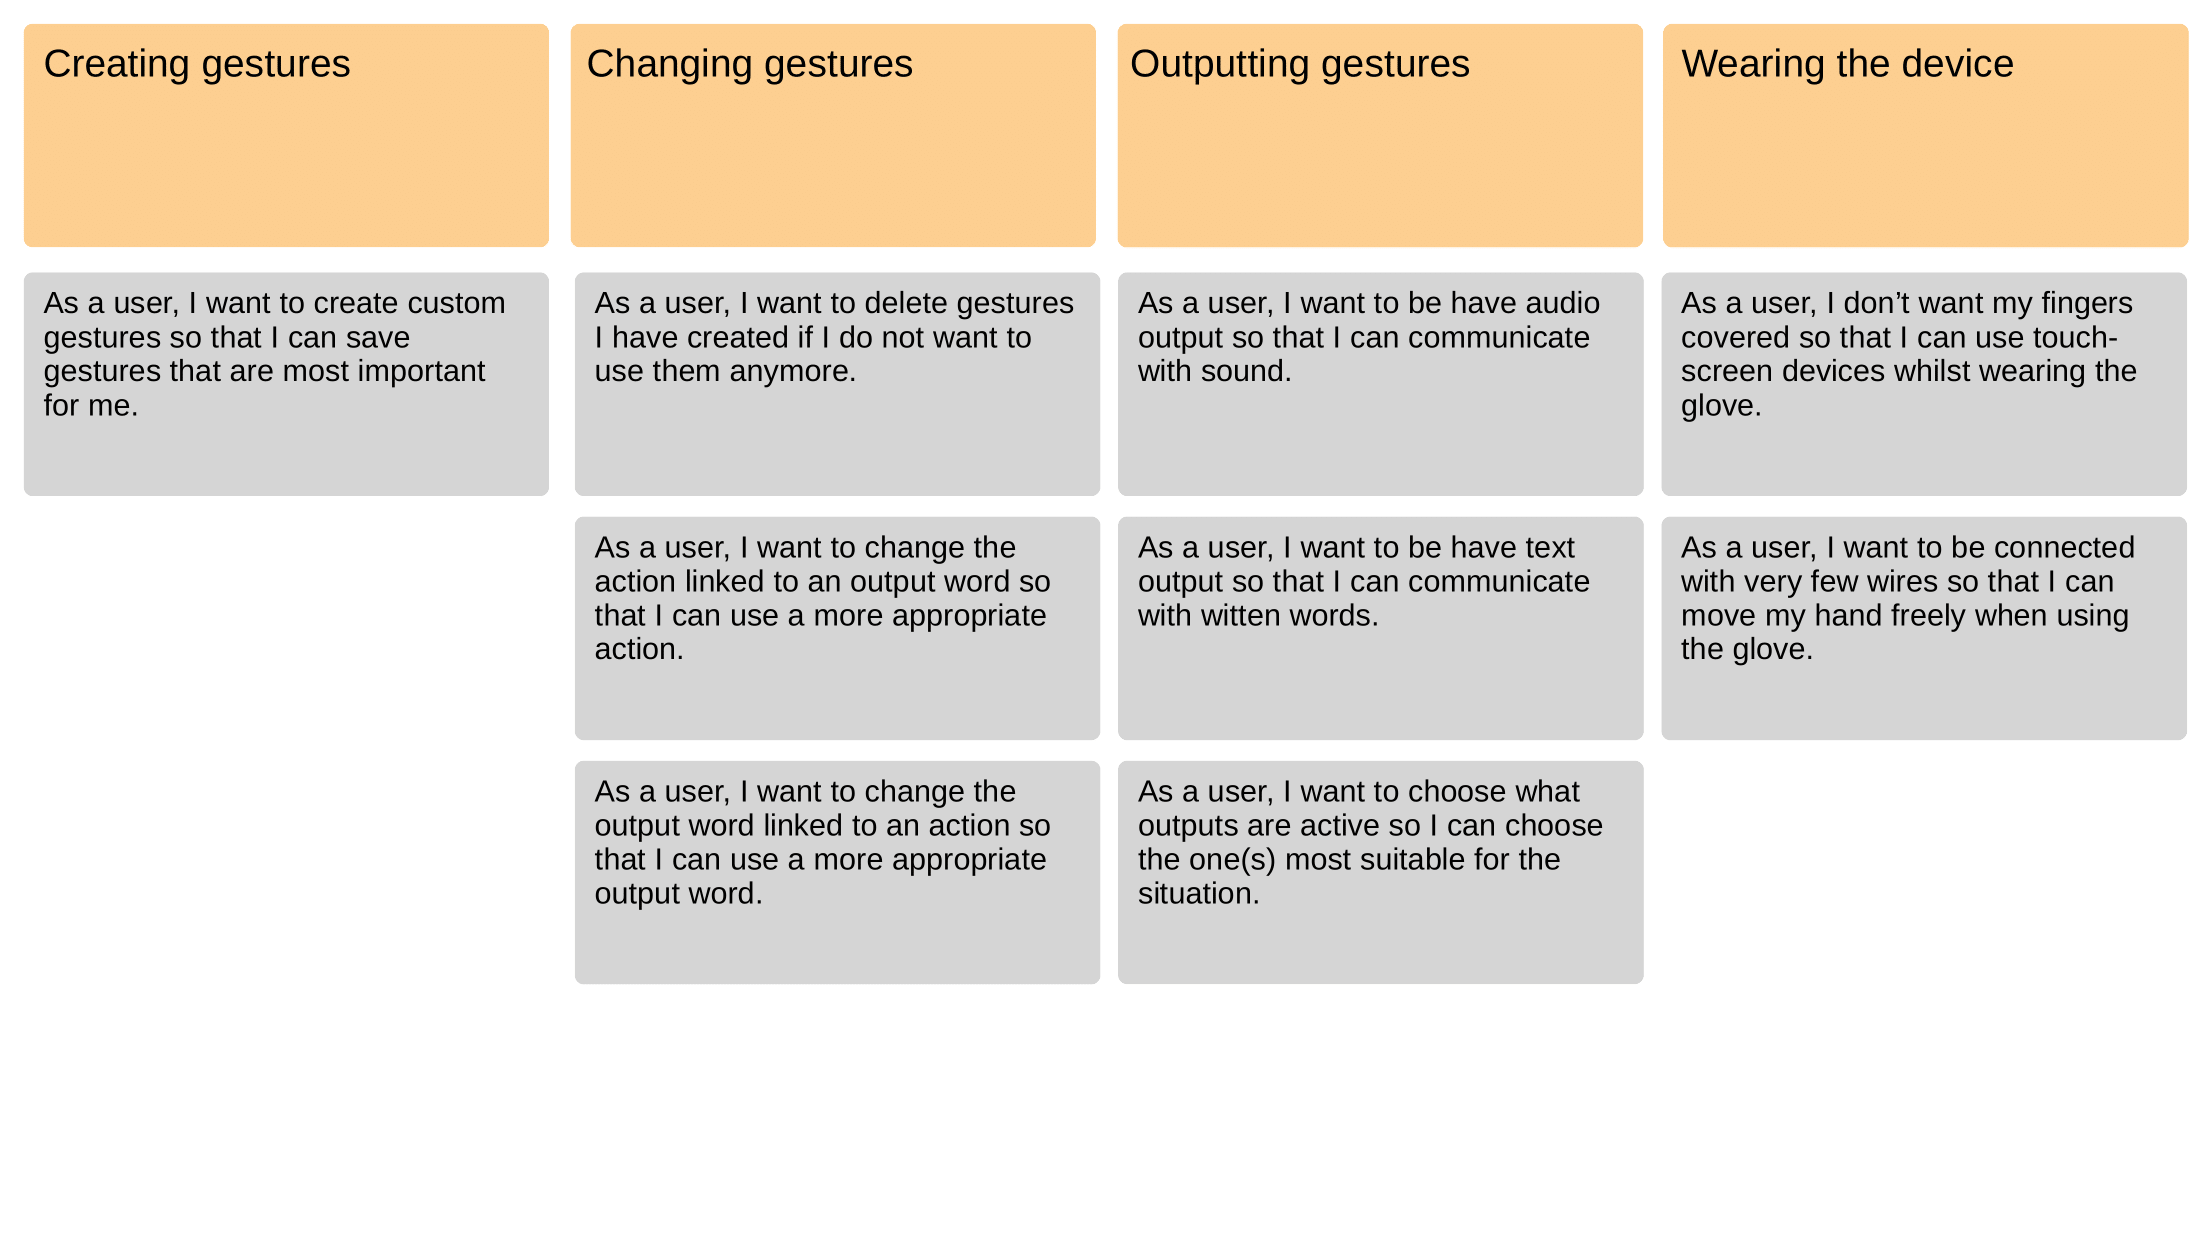 Creating gestures
Changing gestures
Outputting gestures
Wearing the device
As a user, I want to create custom
gestures so that I can save
gestures that are most important
for me.
As a user, I want to delete gestures
I have created if I do not want to
use them anymore.
As a user, I want to be have audio
output so that I can communicate
with sound.
As a user, I don’t want my fingers
covered so that I can use touch-
screen devices whilst wearing the
glove.
As a user, I want to change the
action linked to an output word so
that I can use a more appropriate
action.
As a user, I want to be have text
output so that I can communicate
with witten words.
As a user, I want to be connected
with very few wires so that I can
move my hand freely when using
the glove.
As a user, I want to change the
output word linked to an action so
that I can use a more appropriate
output word.
As a user, I want to choose what
outputs are active so I can choose
the one(s) most suitable for the
situation.